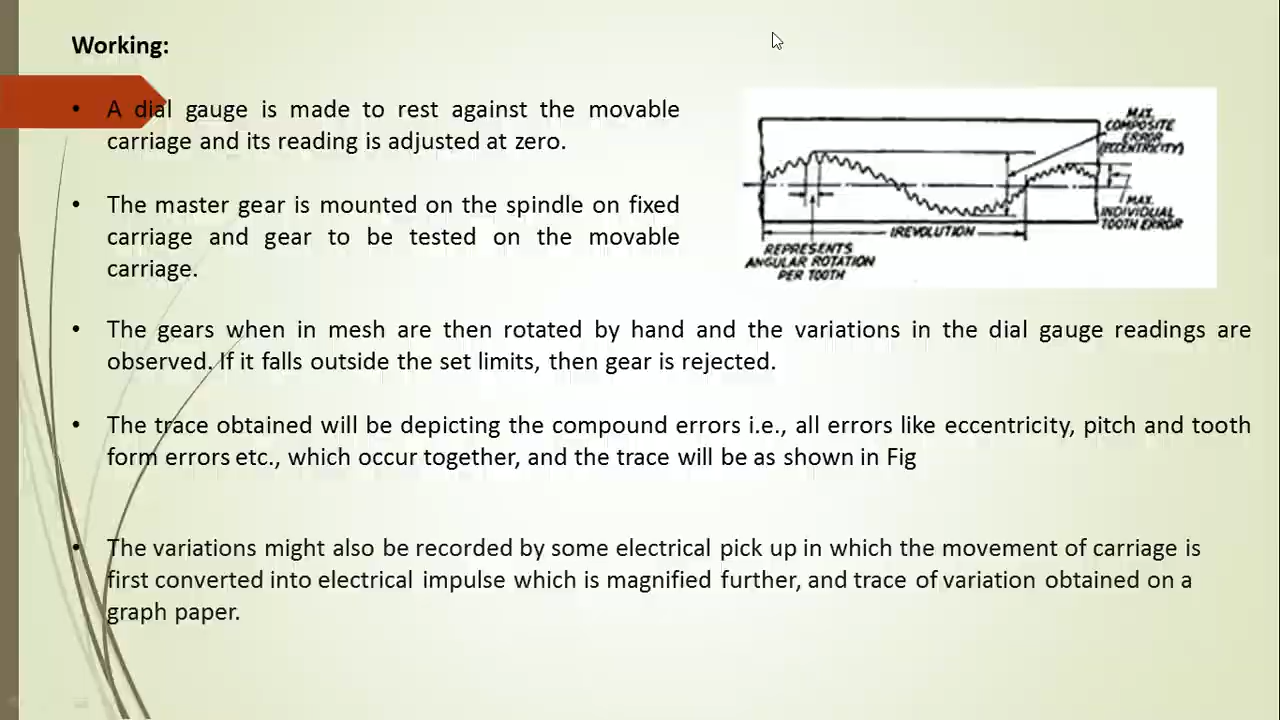 Working:
• A dial gauge is made to rest against the movable
carriage and its reading is adjusted at zero.
• The master gear is mounted on the spindle on fixed
carriage and gear to be tested on the movable
carriage.
MAX.
COMPOSITE
ERROR
(ECCENTRICITY)
MAX.
INDIVIDUAL
TOOTH ERROR
1REVOLUTION
REPRESENTS
ANGULAR ROTATION
PER TOOTH
• The gears when in mesh are then rotated by hand and the variations in the dial gauge readings are
observed. If it falls outside the set limits, then gear is rejected.
• The trace obtained will be depicting the compound errors i.e., all errors like eccentricity, pitch and tooth
form errors etc., which occur together, and the trace will be as shown in Fig
• The variations might also be recorded by some electrical pick up in which the movement of carriage is
first converted into electrical impulse which is magnified further, and trace of variation obtained on a
graph paper.